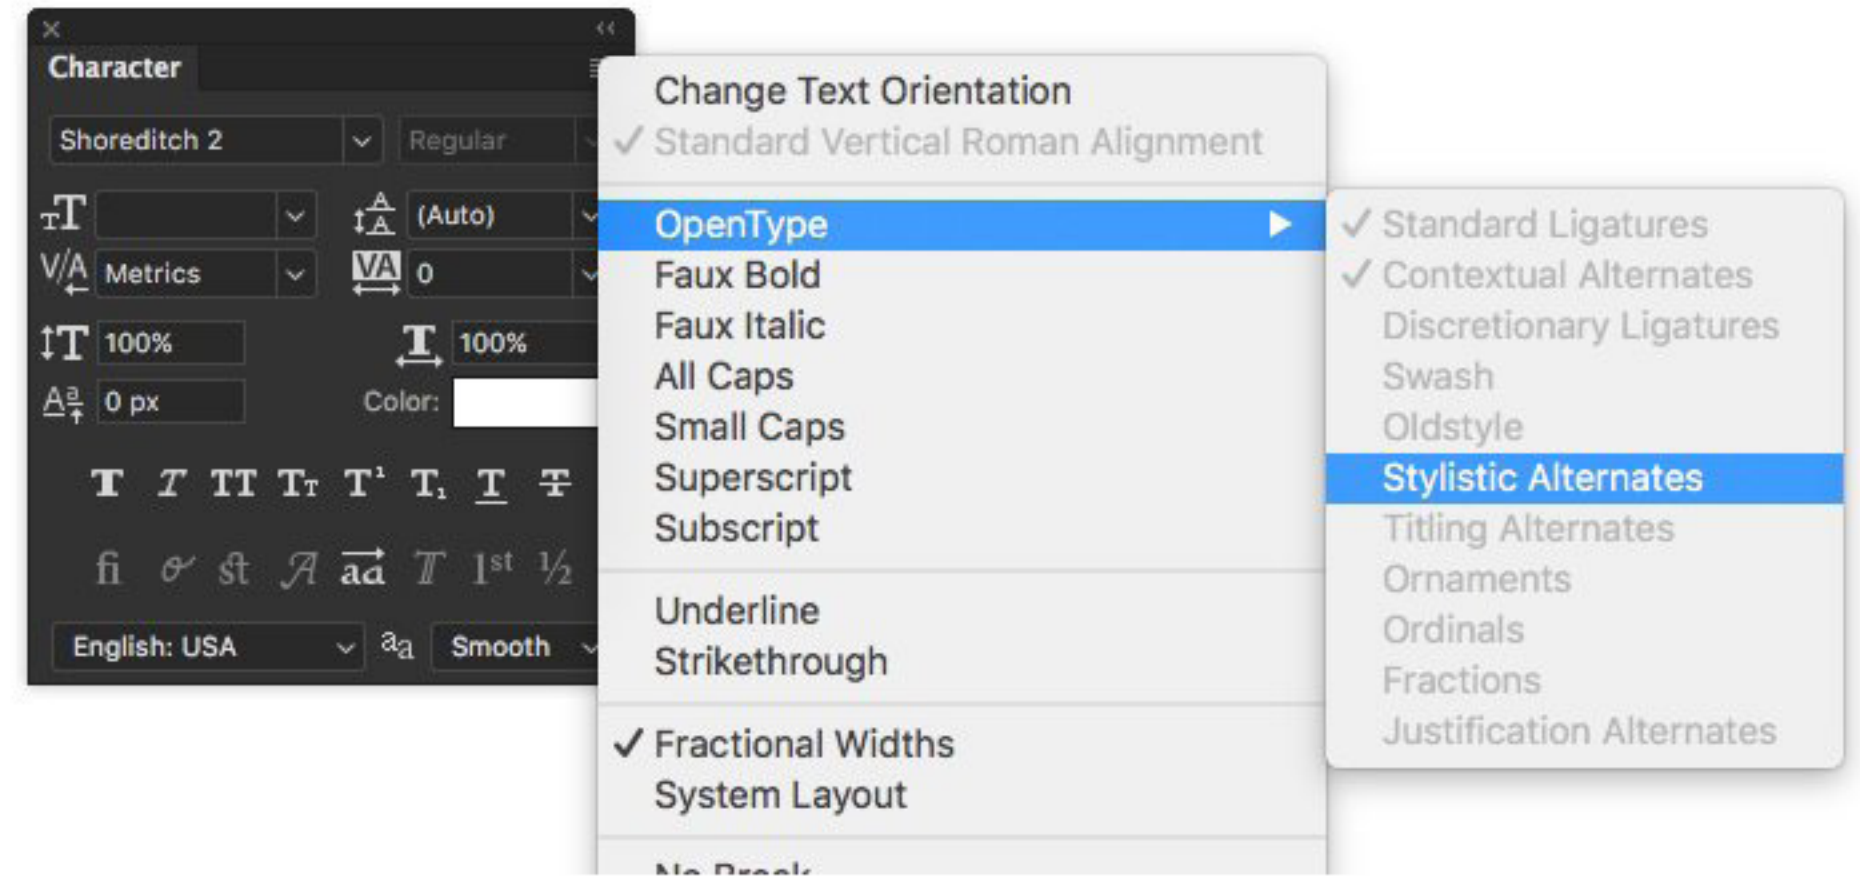 Character
Shoreditch 2
Regular
(Auto)
Metrics
0
100%
100%
0 px
Color:
English: USA
Smooth
Change Text Orientation
Standard Vertical Roman Alignment
OpenType
Faux Bold
Faux Italic
All Caps
Small Caps
Superscript
Subscript
Underline
Strikethrough
Fractional Widths
System Layout
No Break
Standard Ligatures
Contextual Alternates
Discretionary Ligatures
Swash
Oldstyle
Stylistic Alternates
Titling Alternates
Ornaments
Ordinals
Fractions
Justification Alternates